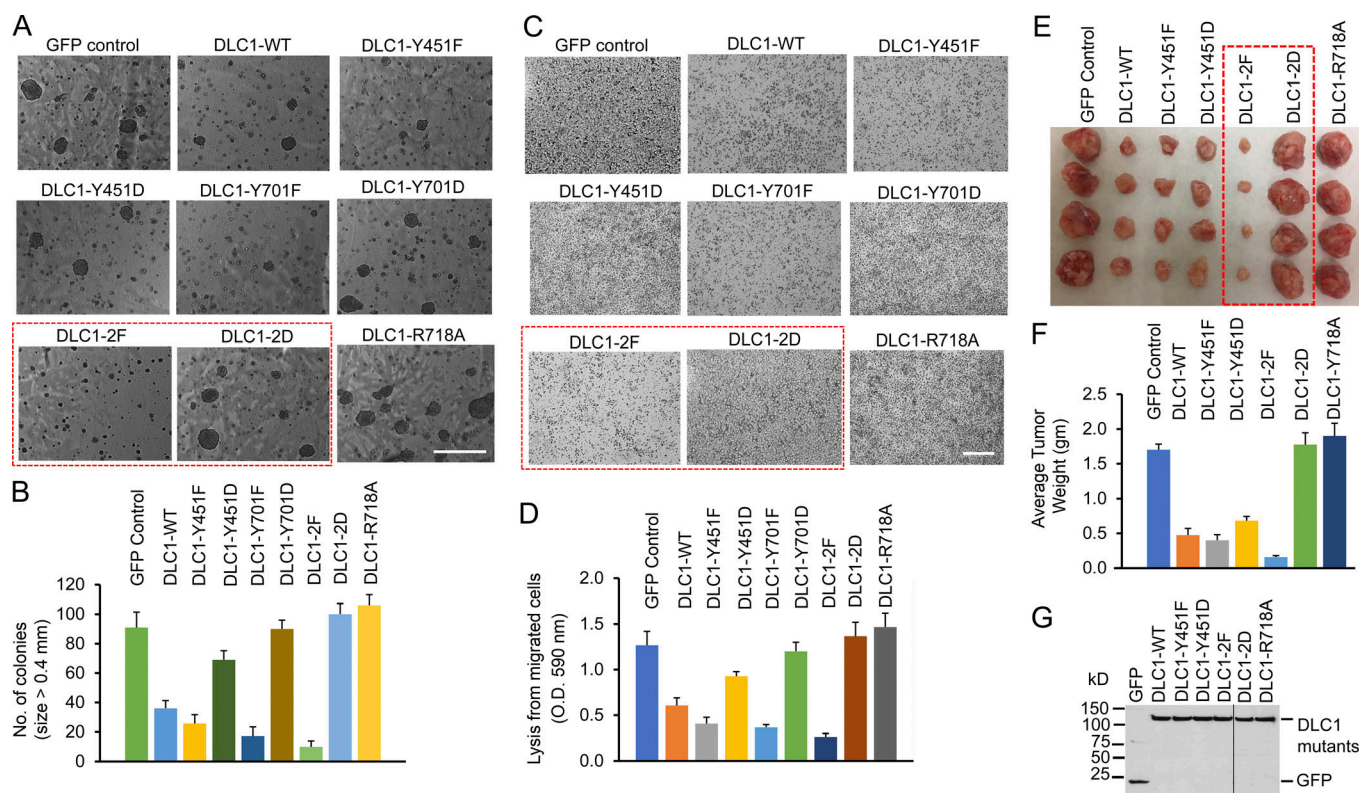 A
GFP control
DLC1-WT
DLC1-Y451F
DLC1-Y451D
DLC1-Y701F
DLC1-Y701D
DLC1-2F
DLC1-2D
DLC1-R718A
B
No. of colonies
(size > 0.4 mm)
GFP Control
DLC1-WT
DLC1-Y451F
DLC1-Y451D
DLC1-Y701F
DLC1-Y701D
DLC1-2F
DLC1-2D
DLC1-R718A
120
100
80
60
40
20
0
C
GFP control
DLC1-WT
DLC1-Y451F
DLC1-Y451D
DLC1-Y701F
DLC1-Y701D
DLC1-2F
DLC1-2D
DLC1-R718A
D
Lysis from migrated cells
(O.D. 590 nm)
GFP Control
DLC1-WT
DLC1-Y451F
DLC1-Y451D
DLC1-Y701F
DLC1-Y701D
DLC1-2F
DLC1-2D
DLC1-R718A
2.0
1.5
1.0
0.5
0
E
GFP Control
DLC1-WT
DLC1-Y451F
DLC1-Y451D
DLC1-2F
DLC1-2D
DLC1-R718A
F
Average Tumor
Weight (gm)
GFP Control
DLC1-WT
DLC1-Y451F
DLC1-Y451D
DLC1-2F
DLC1-2D
DLC1-Y718A
2.5
2.0
1.5
1.0
0.5
0.0
G
kD
GFP
DLC1-WT
DLC1-Y451F
DLC1-Y451D
DLC1-2F
DLC1-2D
DLC1-R718A
150
100
75
50
25
DLC1
mutants
GFP